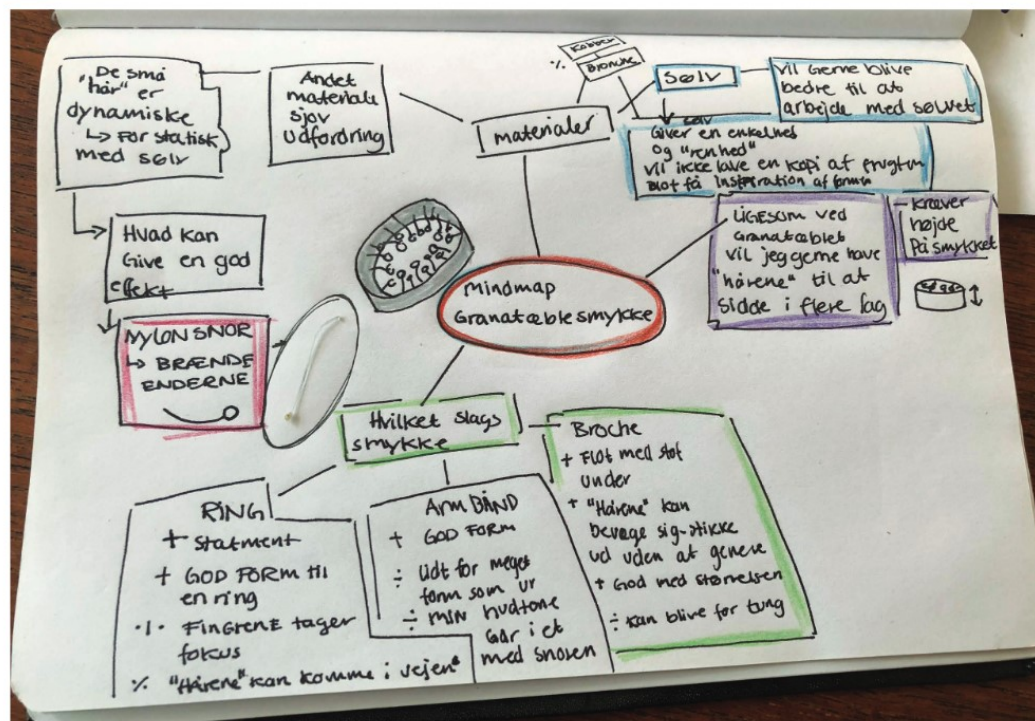 "De små
hår" er
dynamiske
↳ For statisk
med sølv
Andet
materiale
sjov
udfordring
materialer
Kobber
% Bronche
SØLV
Vil Gerne blive
bedre til at
arbejde med sølvet
sølv
Giver en enkelhed
og "renhed"
vil ikke lave en kopi af frugten
blot få inspiration af formen
LIGESOM ved
Granatæblet
vil jeg gerne have
"hårene" til at
sidde i flere lag
- kræver
højde
på smykket
Hvad kan
Give en god
effekt
NYLONSNOR
↳ BRÆNDE
ENDERNE
mindmap
Granatæblesmykke
Hvilket slags
smykke
RING
+ statment
+ GOD FORM til
en ring
·/· FINGRENE tager
fokus
% "Hårene" kan komme i vejen"
ArmBÅND
+ GOD FORM
÷ Lidt for meget
form som ur
÷ MIN hudtone
Går i et
med snoren
Broche
+ Flot med stof
under
+ "Hårene" kan
bevæge sig-stikke
ud uden at genere
+ God med størrelsen
÷ kan blive for tung